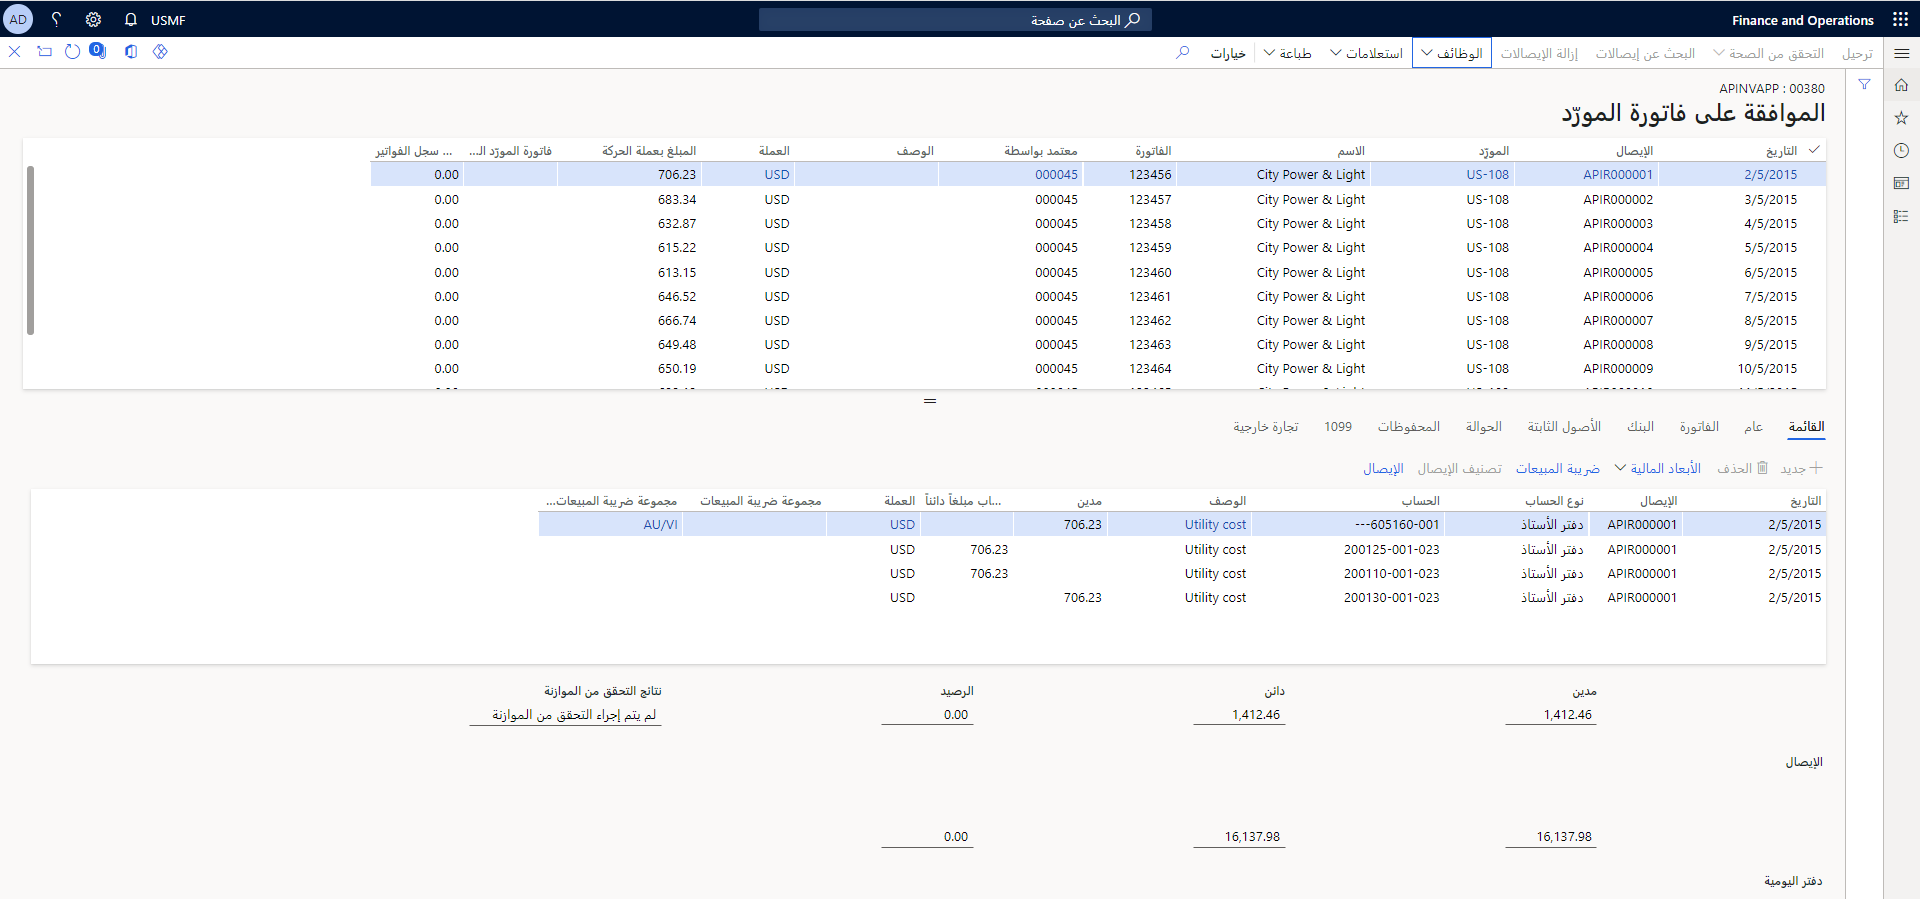 Finance and Operations البحث عن صفحة USMF AD
ترحيل التحقق من الصحة البحث عن إيصالات إزالة الإيصالات الوظائف استعلامات طباعة خيارات 0
APINVAPP : 00380
الموافقة على فاتورة المورّد
التاريخ الإيصال المورّد الاسم الفاتورة معتمد بواسطة الوصف العملة المبلغ بعملة الحركة فاتورة المورّد الـ... سجل الفواتير ...
2/5/2015 APIR000001 US-108 City Power & Light 123456 000045 USD 706.23 0.00
3/5/2015 APIR000002 US-108 City Power & Light 123457 000045 USD 683.34 0.00
4/5/2015 APIR000003 US-108 City Power & Light 123458 000045 USD 632.87 0.00
5/5/2015 APIR000004 US-108 City Power & Light 123459 000045 USD 615.22 0.00
6/5/2015 APIR000005 US-108 City Power & Light 123460 000045 USD 613.15 0.00
7/5/2015 APIR000006 US-108 City Power & Light 123461 000045 USD 646.52 0.00
8/5/2015 APIR000007 US-108 City Power & Light 123462 000045 USD 666.74 0.00
9/5/2015 APIR000008 US-108 City Power & Light 123463 000045 USD 649.48 0.00
10/5/2015 APIR000009 US-108 City Power & Light 123464 000045 USD 650.19 0.00
القائمة عام الفاتورة البنك الأصول الثابتة الحوالة المحفوظات 1099 تجارة خارجية
جديد الحذف الأبعاد المالية ضريبة المبيعات تصنيف الإيصال الإيصال
التاريخ الإيصال نوع الحساب الحساب الوصف مدين ...اب مبلغاً دائناً العملة مجموعة ضريبة المبيعات مجموعة ضريبة المبيعات...
2/5/2015 APIR000001 دفتر الأستاذ 605160-001--- Utility cost 706.23 USD AU/VI
2/5/2015 APIR000001 دفتر الأستاذ 200125-001-023 Utility cost 706.23 USD
2/5/2015 APIR000001 دفتر الأستاذ 200110-001-023 Utility cost 706.23 USD
2/5/2015 APIR000001 دفتر الأستاذ 200130-001-023 Utility cost 706.23 USD
مدين دائن الرصيد نتائج التحقق من الموازنة
1,412.46 1,412.46 0.00 لم يتم إجراء التحقق من الموازنة
الإيصال
16,137.98 16,137.98 0.00
دفتر اليومية